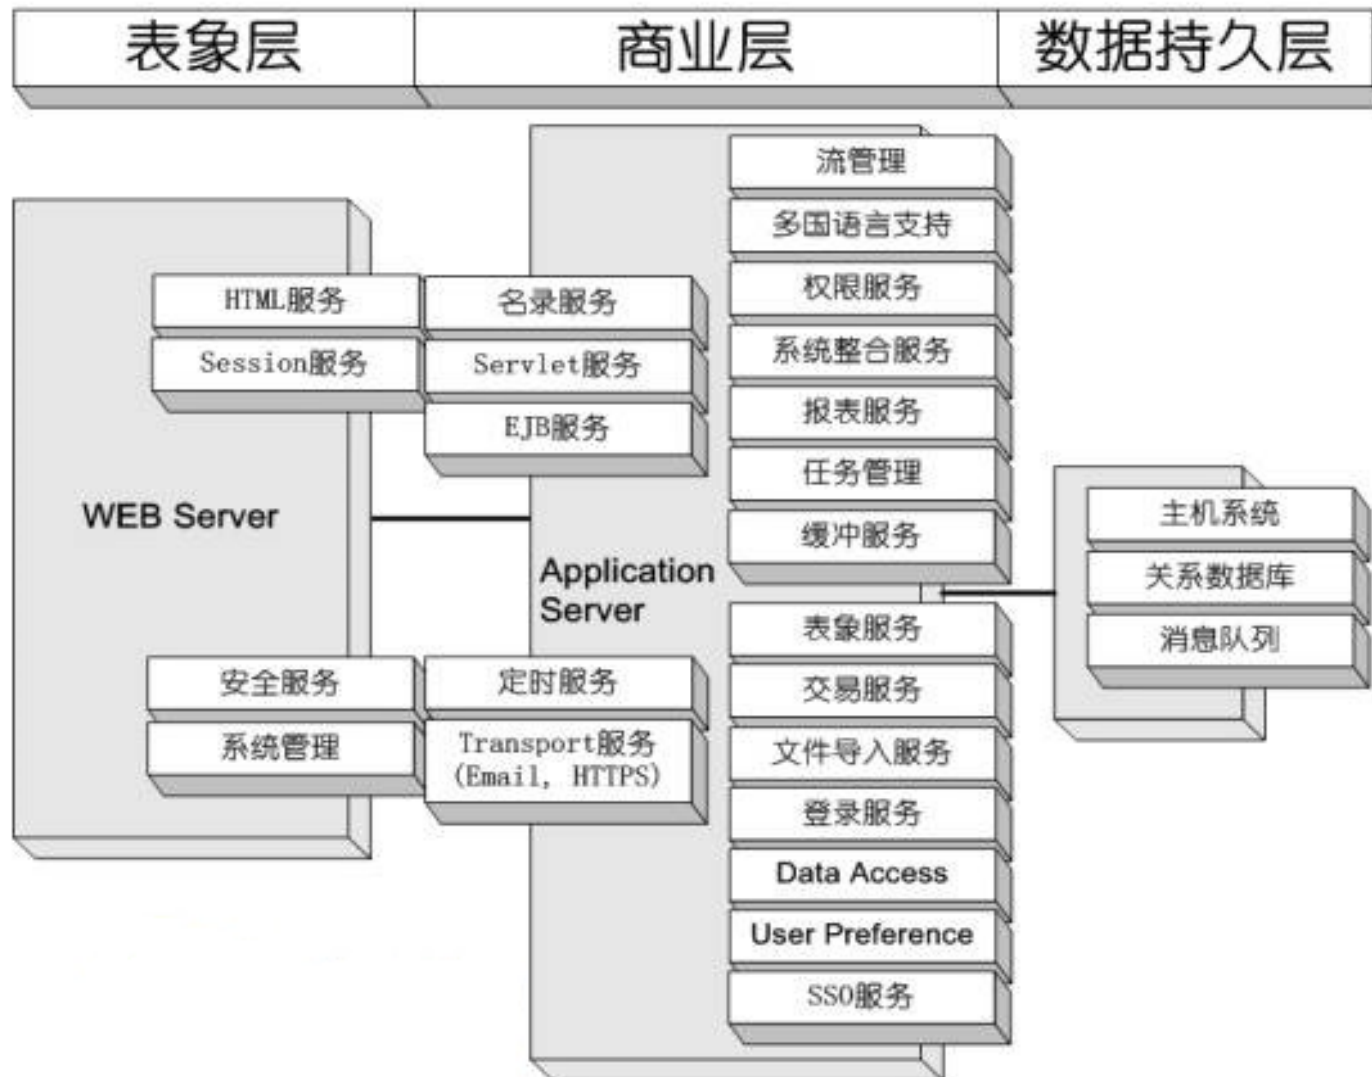 表象层
商业层
数据持久层
流管理
多国语言支持
权限服务
系统整合服务
报表服务
任务管理
缓冲服务
HTML服务
名录服务
Session服务
Servlet服务
EJB服务
WEB Server
Application
Server
主机系统
关系数据库
消息队列
表象服务
交易服务
文件导入服务
登录服务
Data Access
User Preference
SSO服务
安全服务
定时服务
系统管理
Transport服务
(Email, HTTPS)